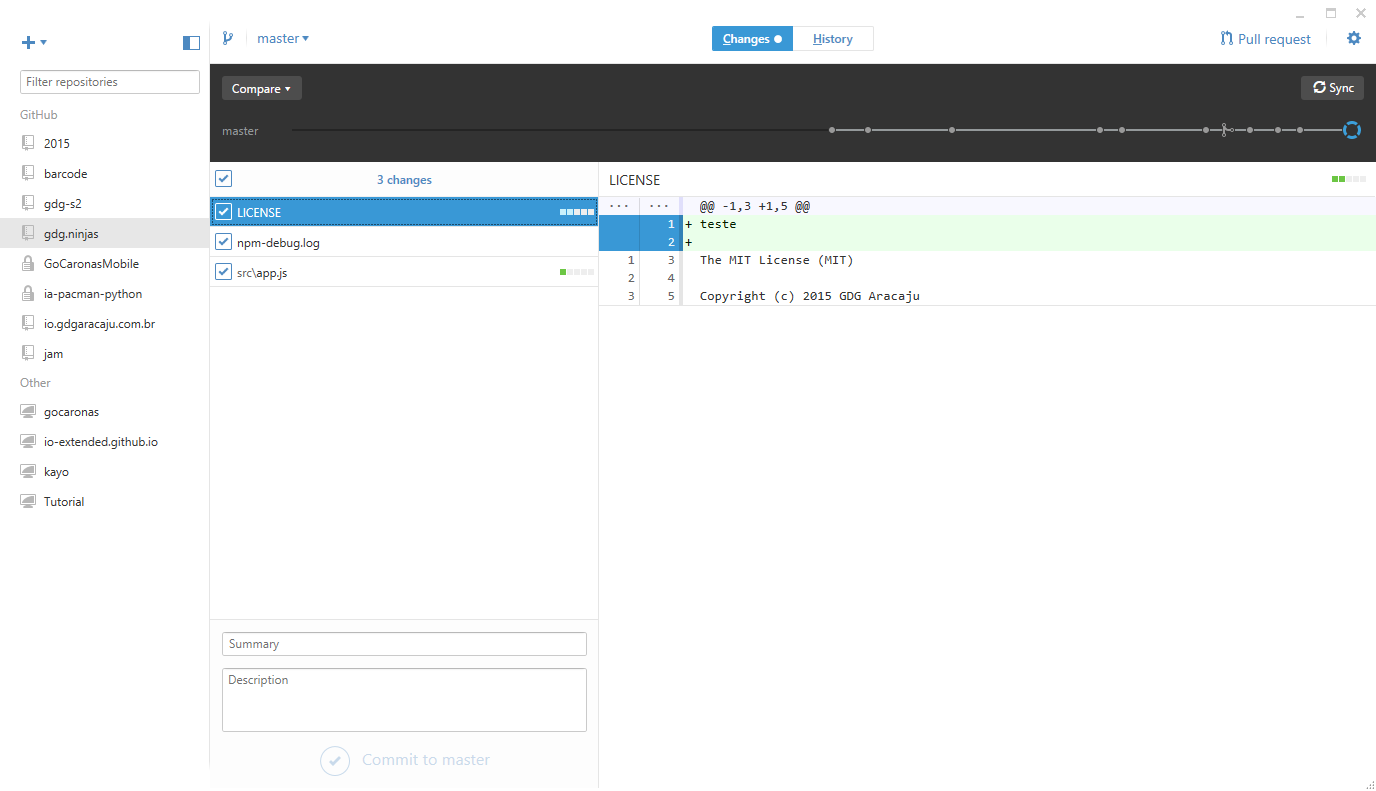 master
Changes
History
Pull request
Filter repositories
GitHub
2015
barcode
gdg-s2
gdg.ninjas
GoCaronasMobile
ia-pacman-python
io.gdgaracaju.com.br
jam
Other
gocaronas
io-extended.github.io
kayo
Tutorial
Compare
Sync
master
3 changes
LICENSE
npm-debug.log
src\app.js
Summary
Description
Commit to master
LICENSE
... ... @@ -1,3 +1,5 @@
1 + teste
2 +
1 3 The MIT License (MIT)
2 4
3 5 Copyright (c) 2015 GDG Aracaju